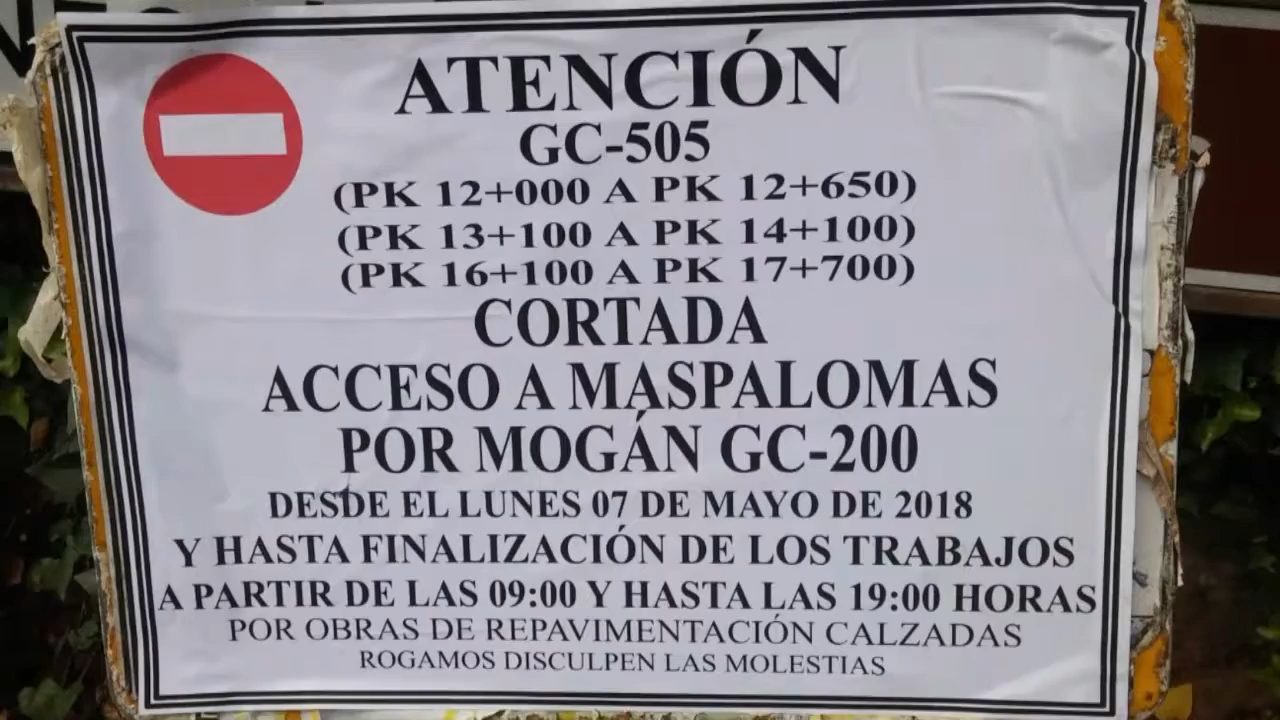 ATENCIÓN
GC-505
(PK 12+000 A PK 12+650)
(PK 13+100 A PK 14+100)
(PK 16+100 A PK 17+700)
CORTADA
ACCESO A MASPALOMAS
POR MOGÁN GC-200
DESDE EL LUNES 07 DE MAYO DE 2018
Y HASTA FINALIZACIÓN DE LOS TRABAJOS
A PARTIR DE LAS 09:00 Y HASTA LAS 19:00 HORAS
POR OBRAS DE REPAVIMENTACIÓN CALZADAS
ROGAMOS DISCULPEN LAS MOLESTIAS